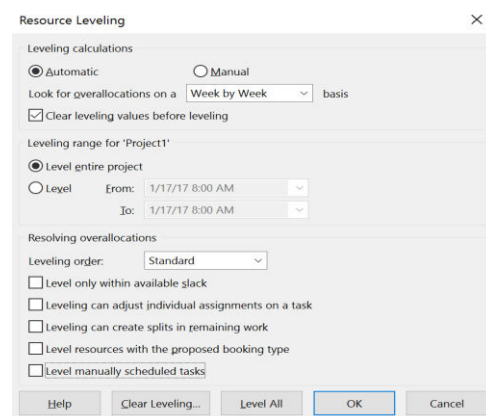 Resource Leveling
Leveling calculations
Automatic Manual
Look for overallocations on a Week by Week basis
Clear leveling values before leveling
Leveling range for 'Project1'
Level entire project
Level From: 1/17/17 8:00 AM
To: 1/17/17 8:00 AM
Resolving overallocations
Leveling order: Standard
Level only within available slack
Leveling can adjust individual assignments on a task
Leveling can create splits in remaining work
Level resources with the proposed booking type
Level manually scheduled tasks
Help Clear Leveling... Level All OK Cancel